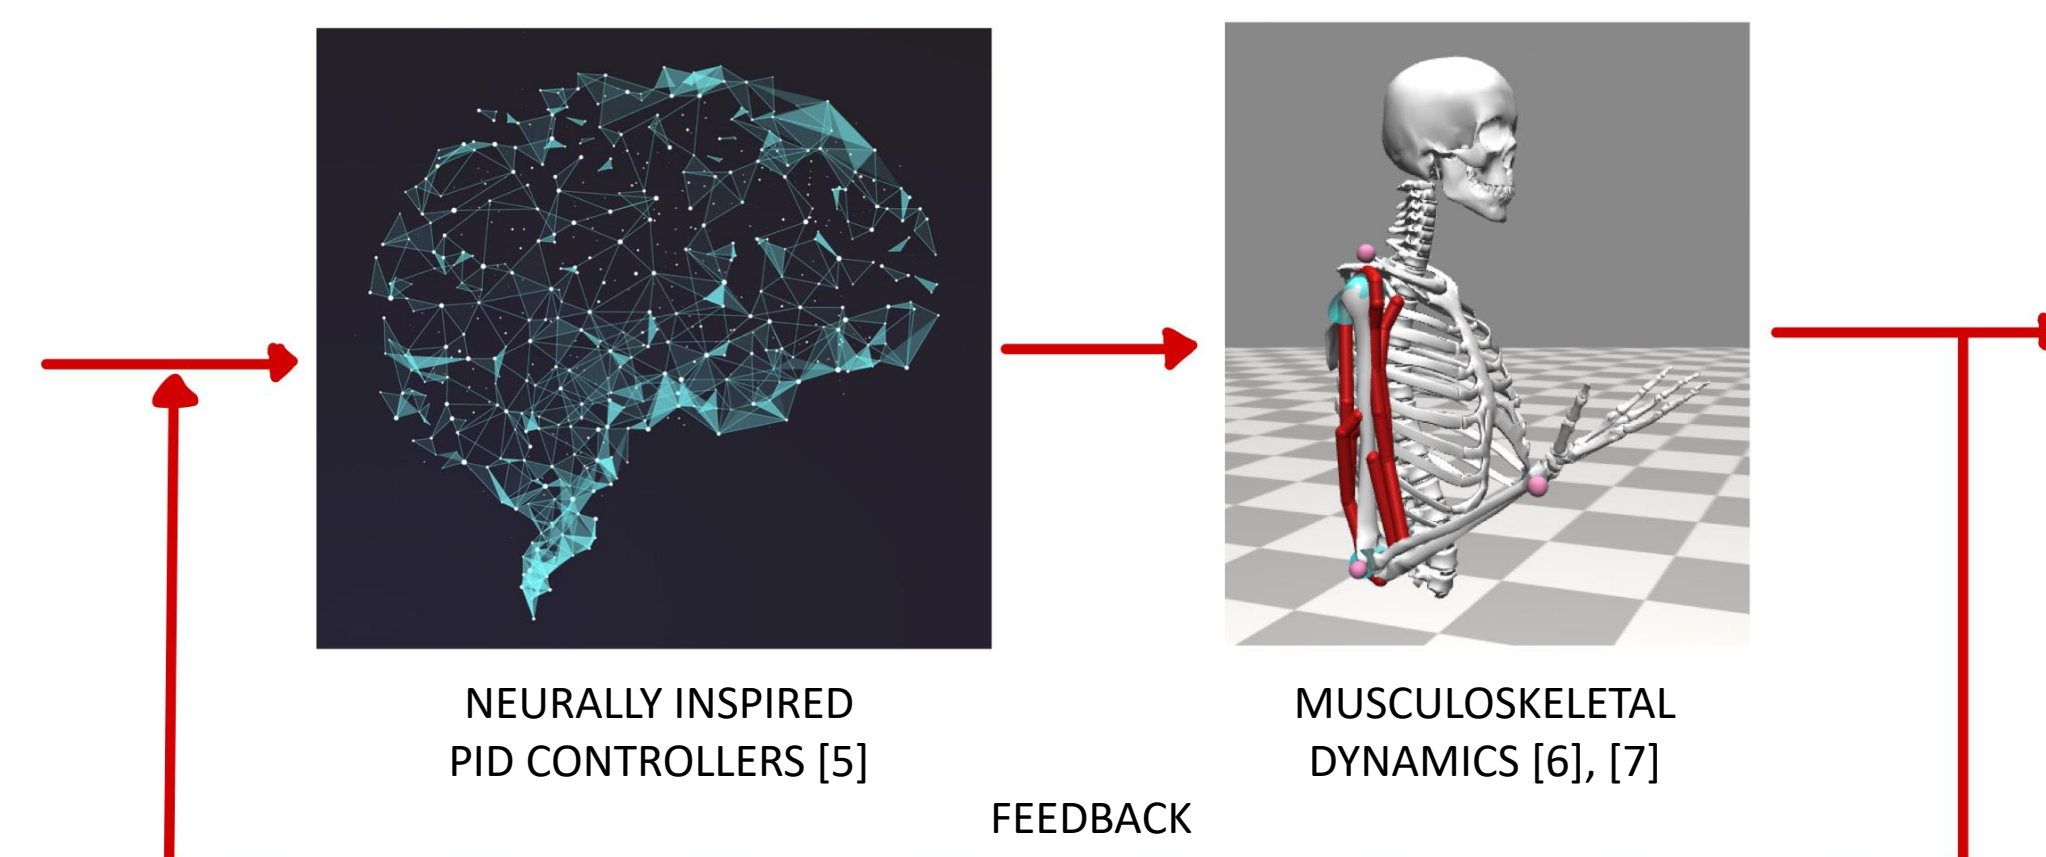 NEURALLY INSPIRED
PID CONTROLLERS [5]
MUSCULOSKELETAL
DYNAMICS [6], [7]
FEEDBACK